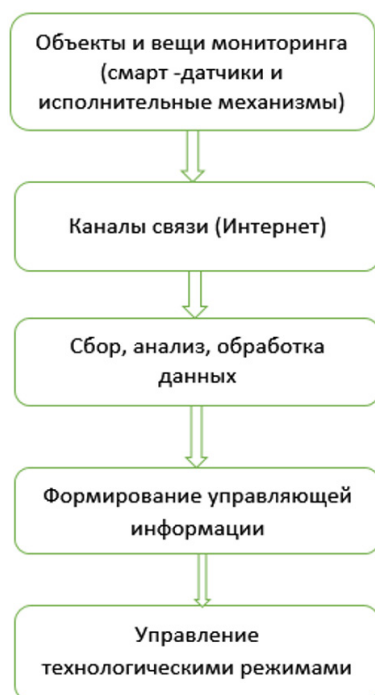 Объекты и вещи мониторинга
(смарт -датчики и
исполнительные механизмы)
Каналы связи (Интернет)
Сбор, анализ, обработка
данных
Формирование управляющей
информации
Управление
технологическими режимами